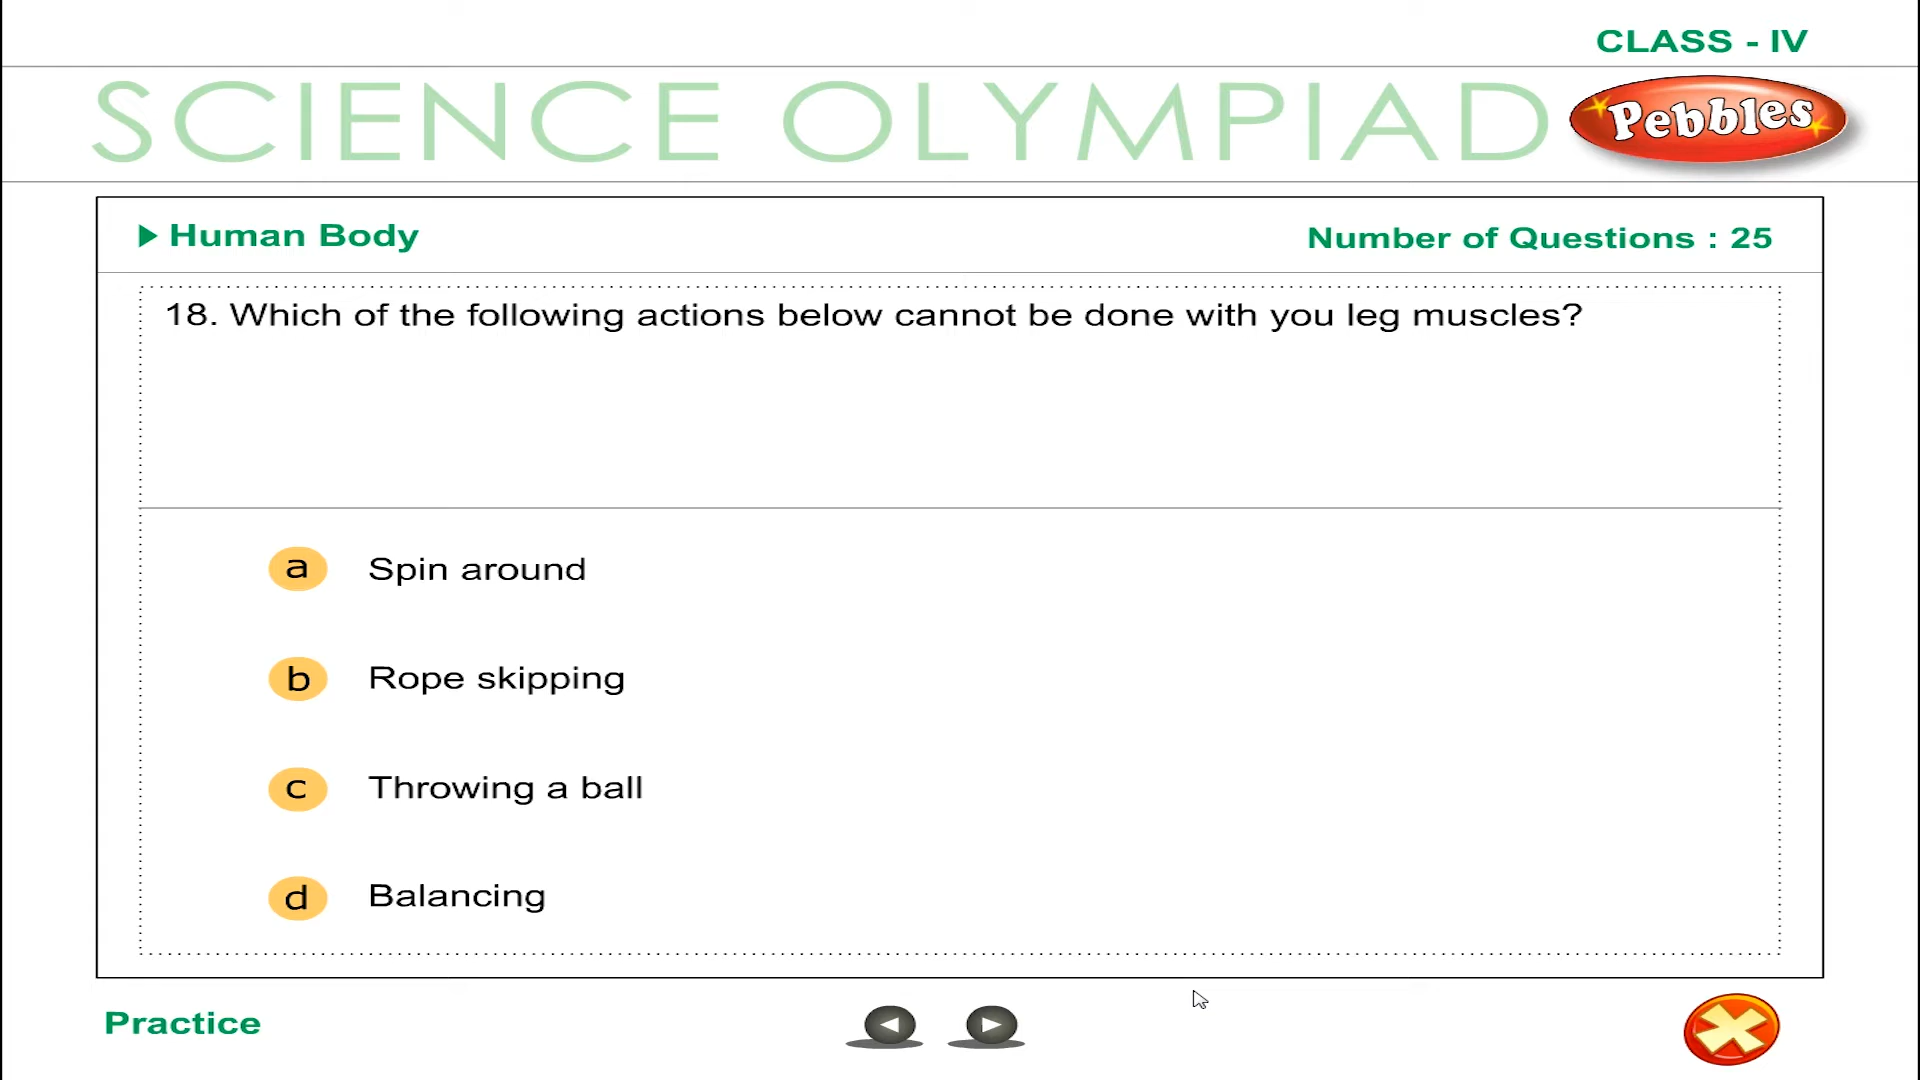 CLASS - IV
SCIENCE OLYMPIAD
Pebbles
Human Body
Number of Questions : 25
18. Which of the following actions below cannot be done with you leg muscles?
a Spin around
b Rope skipping
c Throwing a ball
d Balancing
Practice